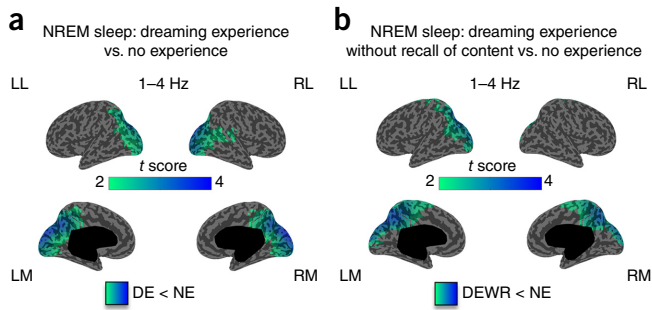 a
NREM sleep: dreaming experience
vs. no experience
LL
1–4 Hz
RL
t score
2
4
LM
RM
DE < NE
b
NREM sleep: dreaming experience
without recall of content vs. no experience
LL
1–4 Hz
RL
t score
2
4
LM
RM
DEWR < NE